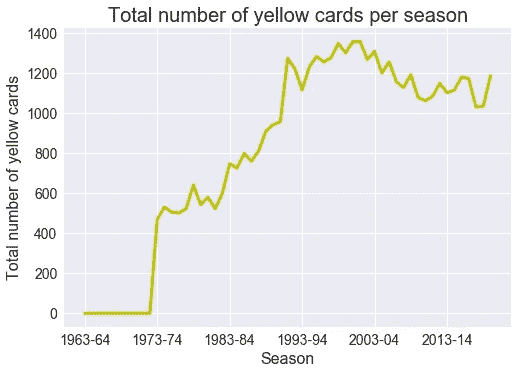 Total number of yellow cards per season
1400
1200
1000
800
600
400
200
0
Total number of yellow cards
1963-64 1973-74 1983-84 1993-94 2003-04 2013-14
Season